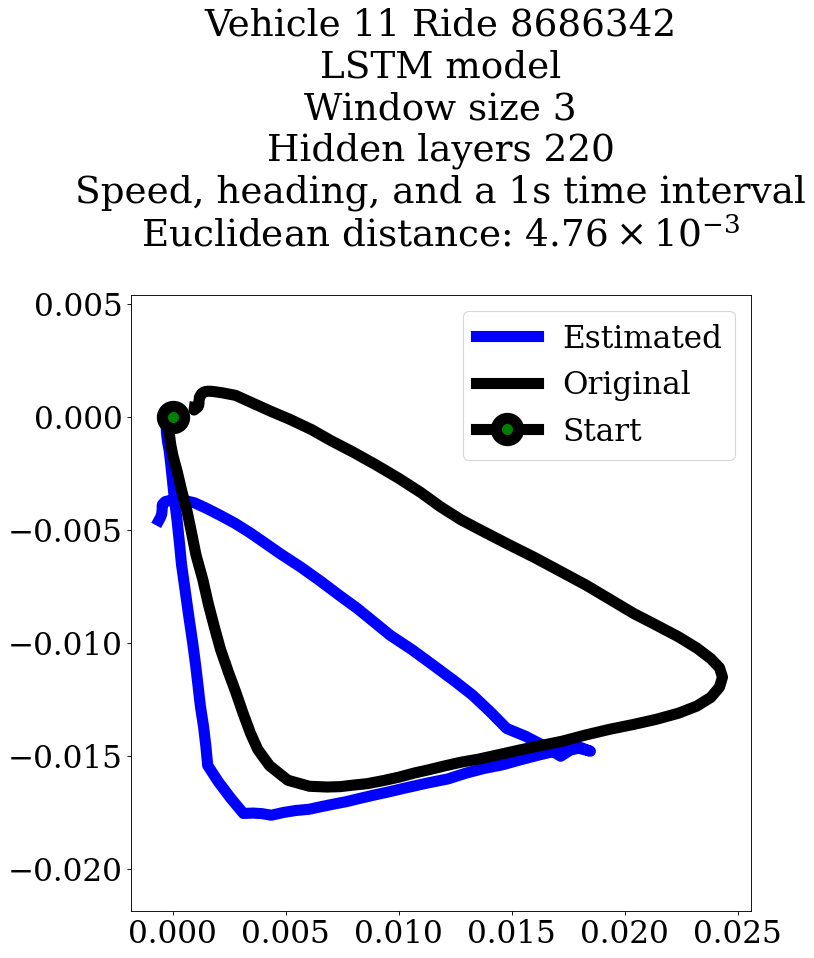 Vehicle 11 Ride 8686342
LSTM model
Window size 3
Hidden layers 220
Speed, heading, and a 1s time interval
Euclidean distance: 4.76 × 10⁻³
0.005
0.000
−0.005
−0.010
−0.015
−0.020
Estimated
Original
Start
0.000 0.005 0.010 0.015 0.020 0.025